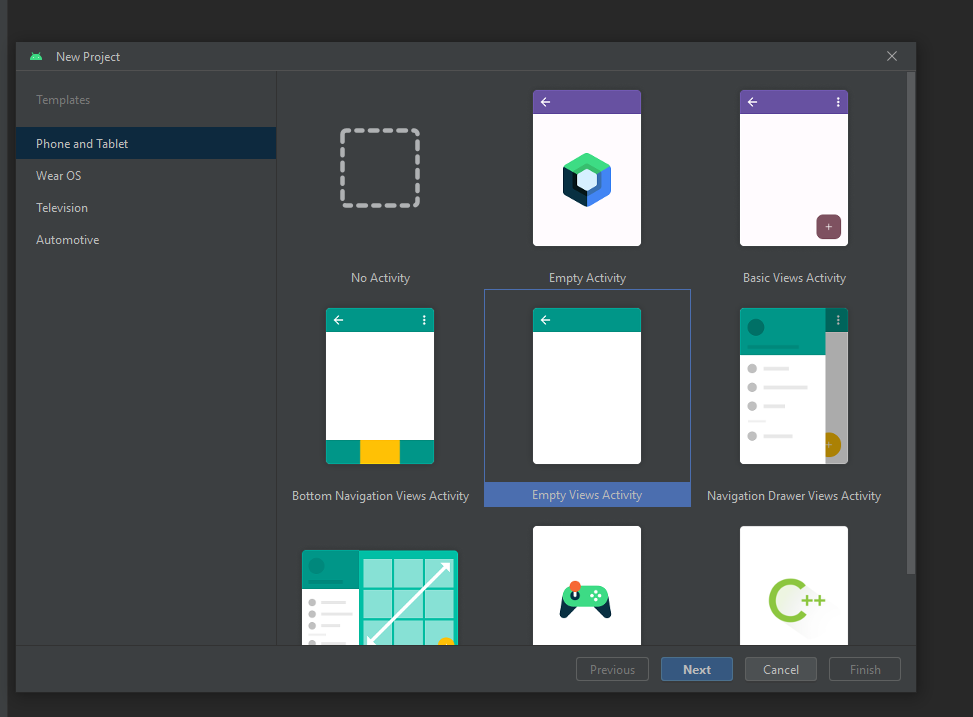 New Project
Templates
Phone and Tablet
Wear OS
Television
Automotive
No Activity
Empty Activity
Basic Views Activity
Bottom Navigation Views Activity
Empty Views Activity
Navigation Drawer Views Activity
C++
Previous
Next
Cancel
Finish